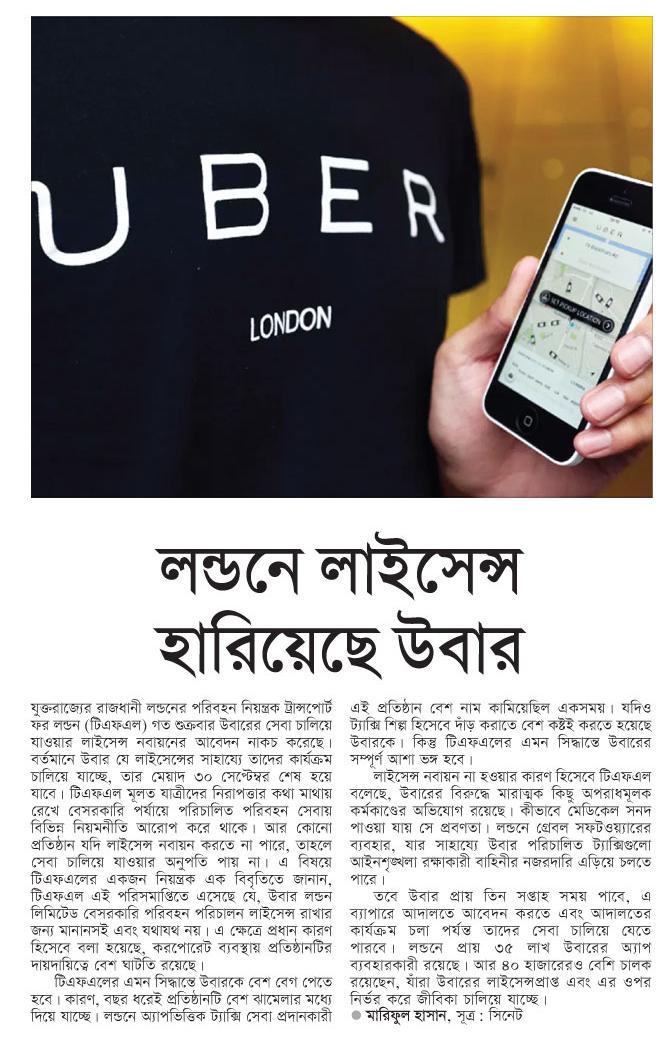 UBER
LONDON
UBER
SET PICKUP LOCATION
লন্ডনে লাইসেন্স
হারিয়েছে উবার
যুক্তরাজ্যের রাজধানী লন্ডনের পরিবহন নিয়ন্ত্রক ট্রান্সপোর্ট
ফর লন্ডন (টিএফএল) গত শুক্রবার উবারের সেবা চালিয়ে
যাওয়ার লাইসেন্স নবায়নের আবেদন নাকচ করেছে।
বর্তমানে উবার যে লাইসেন্সের সাহায্যে তাদের কার্যক্রম
চালিয়ে যাচ্ছে, তার মেয়াদ ৩০ সেপ্টেম্বর শেষ হয়ে
যাবে। টিএফএল মূলত যাত্রীদের নিরাপত্তার কথা মাথায়
রেখে বেসরকারি পর্যায়ে পরিচালিত পরিবহন সেবায়
বিভিন্ন নিয়মনীতি আরোপ করে থাকে। আর কোনো
প্রতিষ্ঠান যদি লাইসেন্স নবায়ন করতে না পারে, তাহলে
সেবা চালিয়ে যাওয়ার অনুপতি পায় না। এ বিষয়ে
টিএফএলের একজন নিয়ন্ত্রক এক বিবৃতিতে জানান,
টিএফএল এই পরিসমাপ্তিতে এসেছে যে, উবার লন্ডন
লিমিটেড বেসরকারি পরিবহন পরিচালন লাইসেন্স রাখার
জন্য মানানসই এবং যথাযথ নয়। এ ক্ষেত্রে প্রধান কারণ
হিসেবে বলা হয়েছে, করপোরেট ব্যবস্থায় প্রতিষ্ঠানটির
দায়দায়িত্বে বেশ ঘাটতি রয়েছে।
টিএফএলের এমন সিদ্ধান্তে উবারকে বেশ বেগ পেতে
হবে। কারণ, বছর ধরেই প্রতিষ্ঠানটি বেশ ঝামেলার মধ্যে
দিয়ে যাচ্ছে। লন্ডনে অ্যাপভিত্তিক ট্যাক্সি সেবা প্রদানকারী
এই প্রতিষ্ঠান বেশ নাম কামিয়েছিল একসময়। যদিও
ট্যাক্সি শিল্প হিসেবে দাঁড় করাতে বেশ কষ্টই করতে হয়েছে
উবারকে। কিন্তু টিএফএলের এমন সিদ্ধান্তে উবারের
সম্পূর্ণ আশা ভঙ্গ হবে।
লাইসেন্স নবায়ন না হওয়ার কারণ হিসেবে টিএফএল
বলেছে, উবারের বিরুদ্ধে মারাত্মক কিছু অপরাধমূলক
কর্মকাণ্ডের অভিযোগ রয়েছে। কীভাবে মেডিকেল সনদ
পাওয়া যায় সে প্রবণতা। লন্ডনে গ্রেবল সফটওয়্যারের
ব্যবহার, যার সাহায্যে উবার পরিচালিত ট্যাক্সিগুলো
আইনশৃঙ্খলা রক্ষাকারী বাহিনীর নজরদারি এড়িয়ে চলতে
পারে।
তবে উবার প্রায় তিন সপ্তাহ সময় পাবে, এ
ব্যাপারে আদালতে আবেদন করতে এবং আদালতের
কার্যক্রম চলা পর্যন্ত তাদের সেবা চালিয়ে যেতে
পারবে। লন্ডনে প্রায় ৩৫ লাখ উবারের অ্যাপ
ব্যবহারকারী রয়েছে। আর ৪০ হাজারেরও বেশি চালক
রয়েছেন, যাঁরা উবারের লাইসেন্সপ্রাপ্ত এবং এর ওপর
নির্ভর করে জীবিকা চালিয়ে যাচ্ছে।
● মারিফুল হাসান, সূত্র : সিনেট